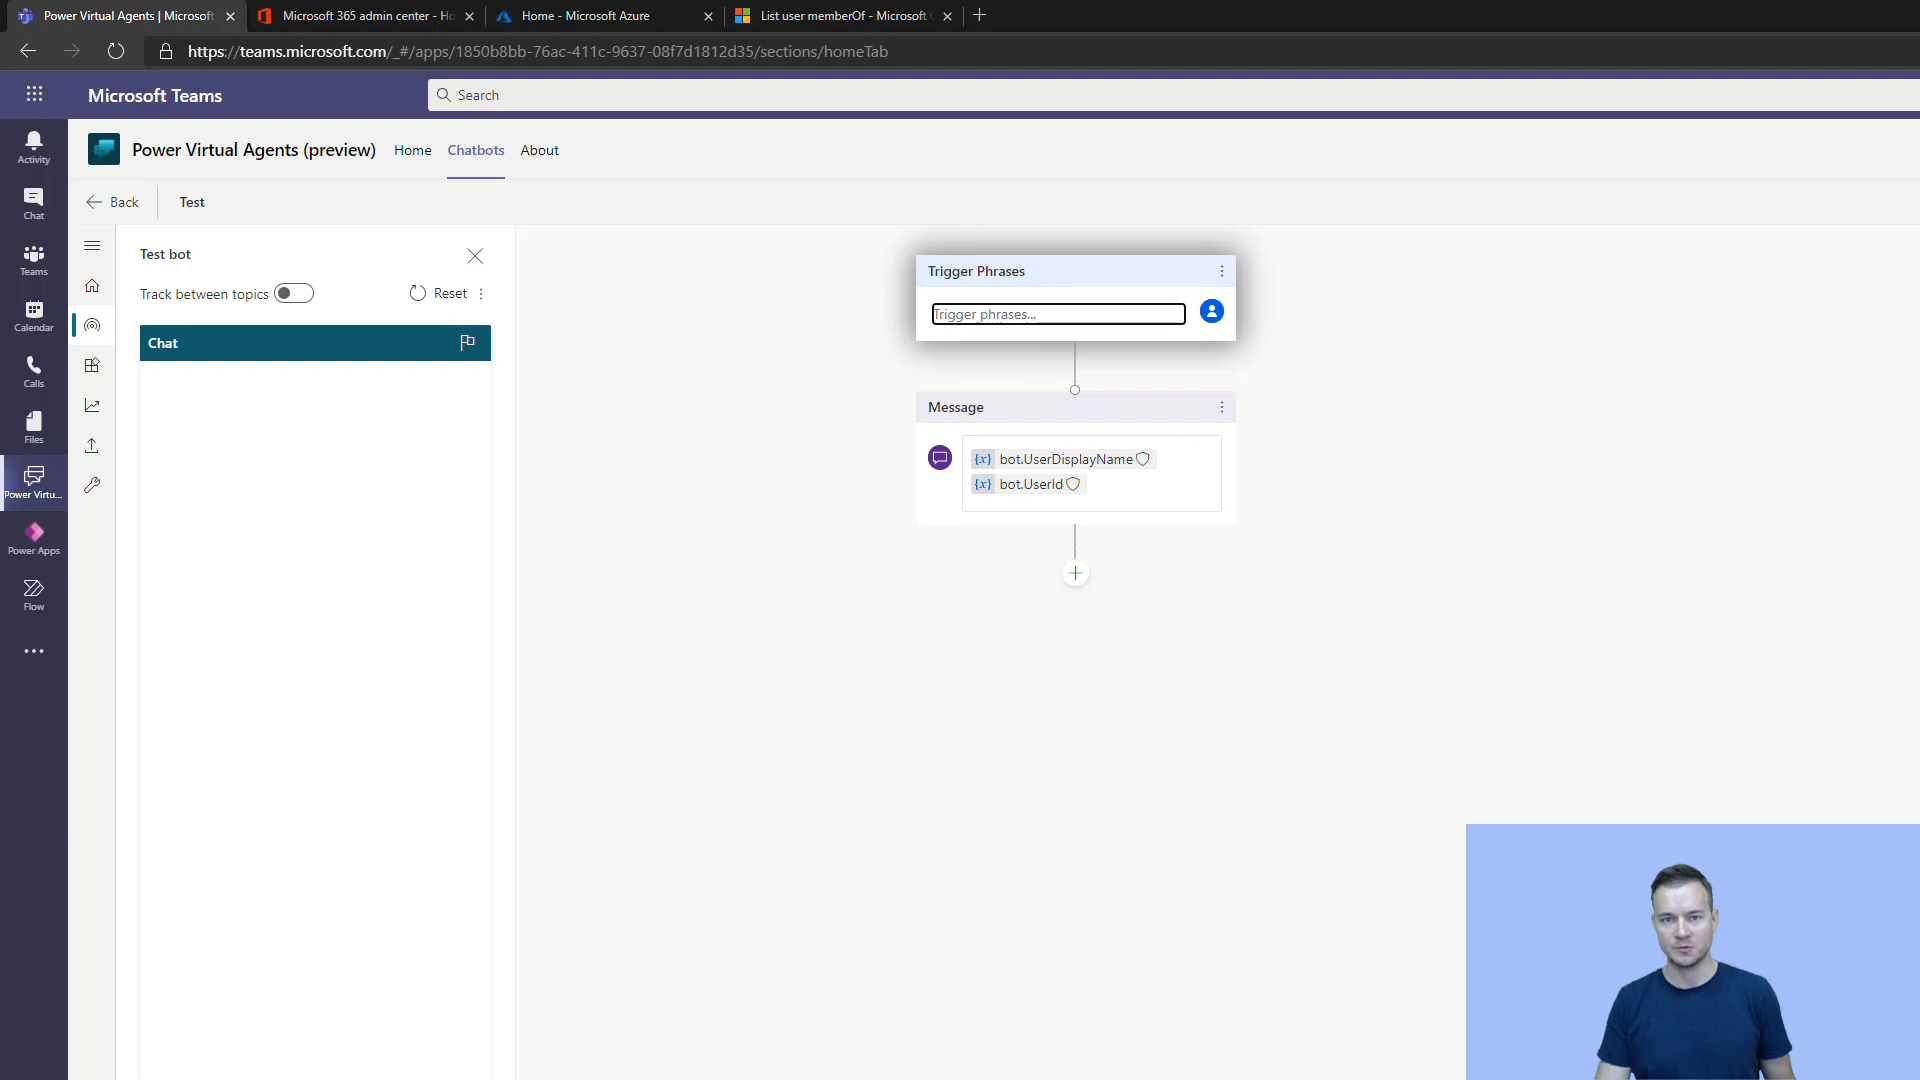 Power Virtual Agents | Microsoft
Microsoft 365 admin center - Ho
Home - Microsoft Azure
List user memberOf - Microsoft G
https://teams.microsoft.com/_#/apps/1850b8bb-76ac-411c-9637-08f7d1812d35/sections/homeTab
Microsoft Teams
Search
Activity
Chat
Teams
Calendar
Calls
Files
Power Virtu...
Power Apps
Flow
Power Virtual Agents (preview)
Home
Chatbots
About
Back
Test
Test bot
Track between topics
Reset
Chat
Trigger Phrases
Trigger phrases...
Message
{x} bot.UserDisplayName
{x} bot.UserId